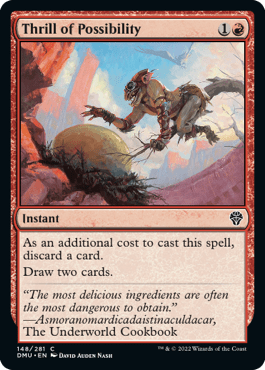 Thrill of Possibility 1
Instant
As an additional cost to cast this spell,
discard a card.
Draw two cards.
“The most delicious ingredients are often
the most dangerous to obtain.”
—Asmoranomardicadaistinaculdacar,
The Underworld Cookbook
148/281 C
DMU • EN DAVID AUDEN NASH
™ & © 2022 Wizards of the Coast